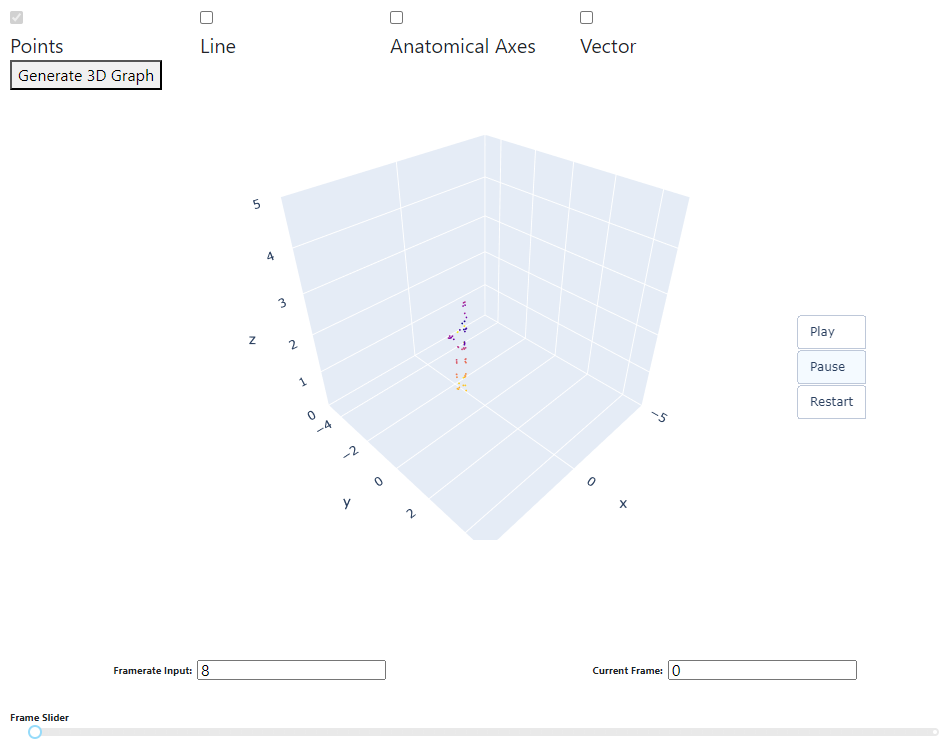 Points Line Anatomical Axes Vector
Generate 3D Graph
5
4
3
z
2
1
0
−4
−2
0
y
2
−5
0
x
Play
Pause
Restart
Framerate Input: 8
Current Frame: 0
Frame Slider